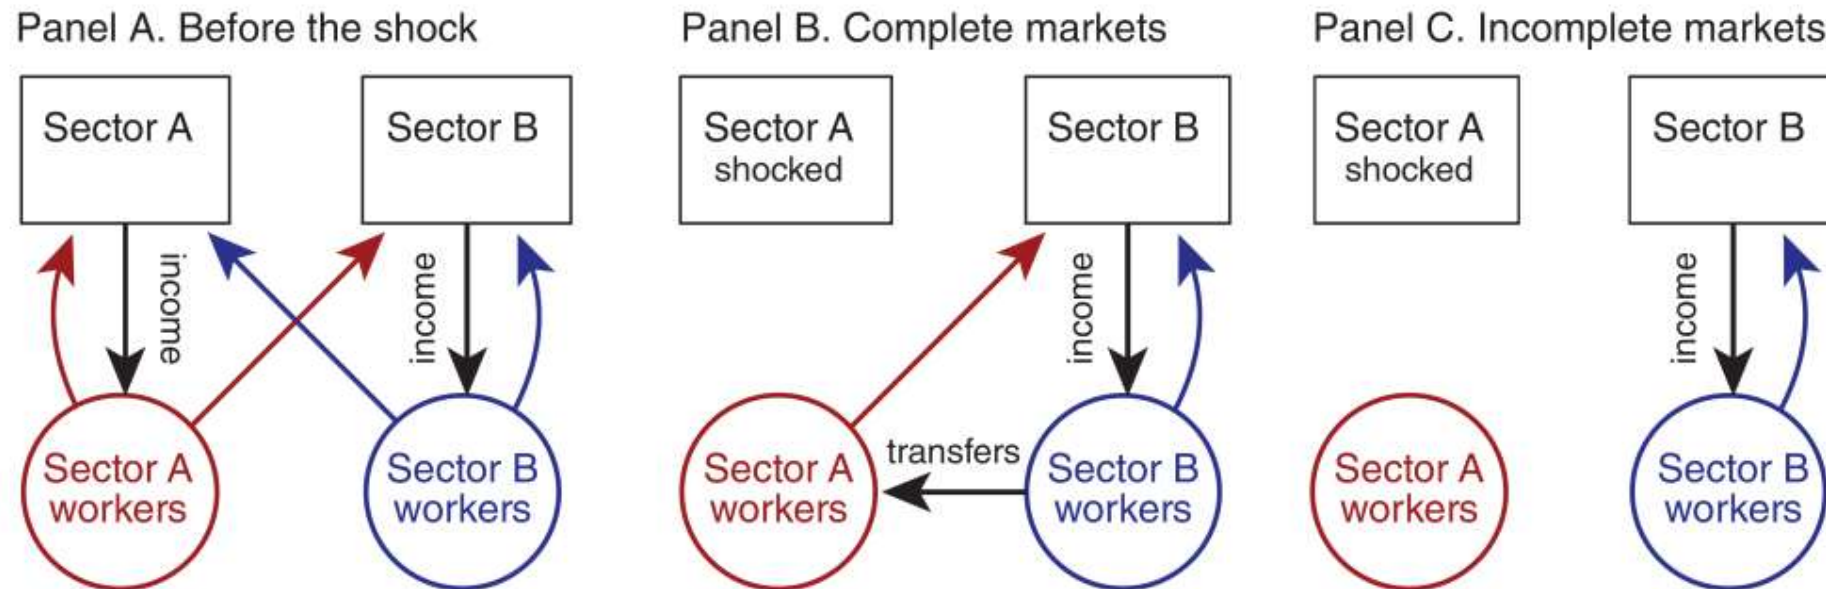 Panel A. Before the shock
Sector A
Sector B
income
income
Sector A
workers
Sector B
workers
Panel B. Complete markets
Sector A
shocked
Sector B
income
transfers
Sector A
workers
Sector B
workers
Panel C. Incomplete markets
Sector A
shocked
Sector B
income
Sector A
workers
Sector B
workers